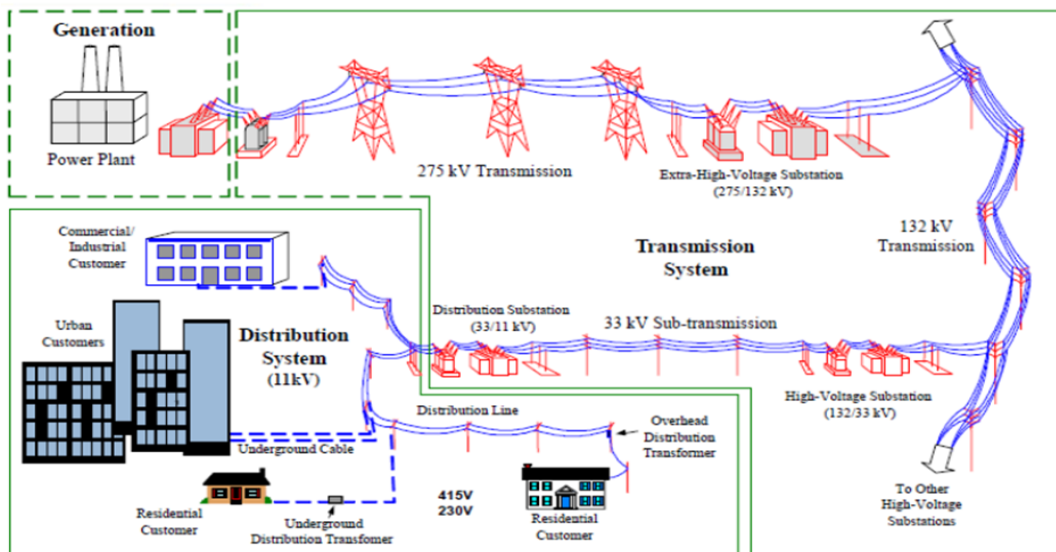 Generation
Power Plant
275 kV Transmission
Extra-High-Voltage Substation
(275/132 kV)
132 kV
Transmission
Transmission
System
Commercial/
Industrial
Customer
Urban
Customers
Distribution
System
(11kV)
Distribution Substation
(33/11 kV)
33 kV Sub-transmission
High-Voltage Substation
(132/33 kV)
Distribution Line
Overhead
Distribution
Transformer
Underground Cable
Residential
Customer
Underground
Distribution Transfomer
415V
230V
Residential
Customer
To Other
High-Voltage
Substations